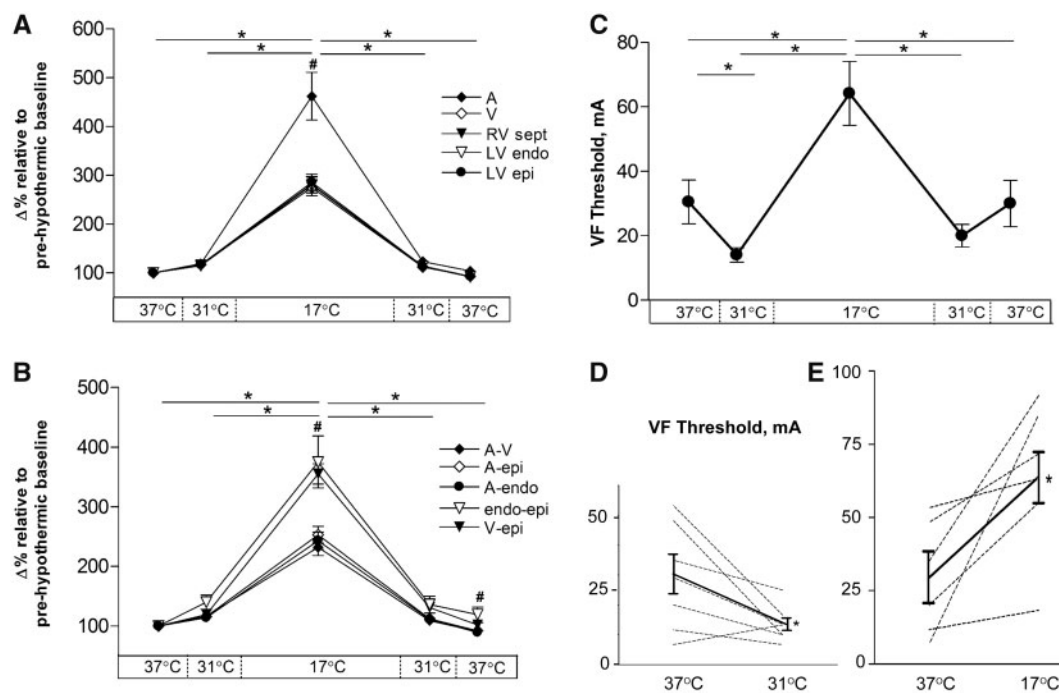 A
Δ% relative to
pre-hypothermic baseline
600
500
400
300
200
100
*
*
*
*
#
A
V
RV sept
LV endo
LV epi
37°C
31°C
17°C
31°C
37°C
B
Δ% relative to
pre-hypothermic baseline
500
400
300
200
100
*
*
*
*
#
#
A-V
A-epi
A-endo
endo-epi
V-epi
37°C
31°C
17°C
31°C
37°C
C
VF Threshold, mA
80
60
40
20
0
*
*
*
*
*
37°C
31°C
17°C
31°C
37°C
D
VF Threshold, mA
50
25
0
*
37°C
31°C
E
100
75
50
25
0
*
37°C
17°C